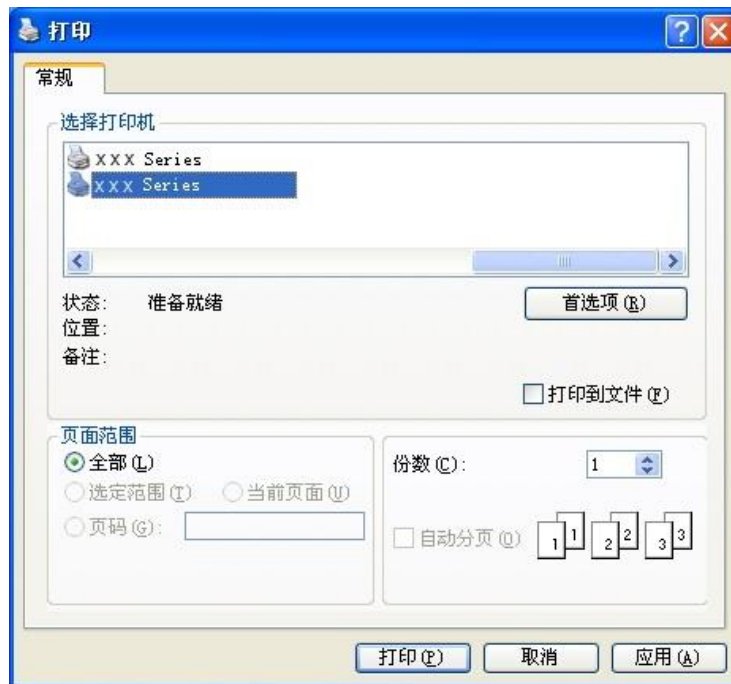 打印
常规
选择打印机
XXX Series
XXX Series
状态: 准备就绪
首选项(R)
位置:
备注:
打印到文件(F)
页面范围
全部(L)
选定范围(T) 当前页面(U)
页码(G):
份数(C): 1
自动分页(O) 1 1 2 2 3 3
打印(P) 取消 应用(A)